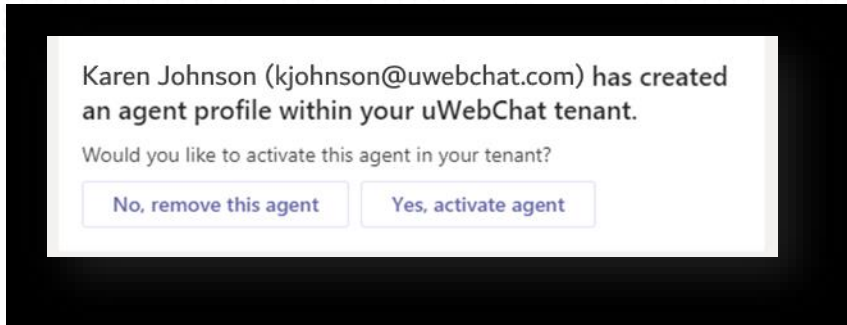 Karen Johnson (kjohnson@uwebchat.com) has created
an agent profile within your uWebChat tenant.
Would you like to activate this agent in your tenant?
No, remove this agent
Yes, activate agent